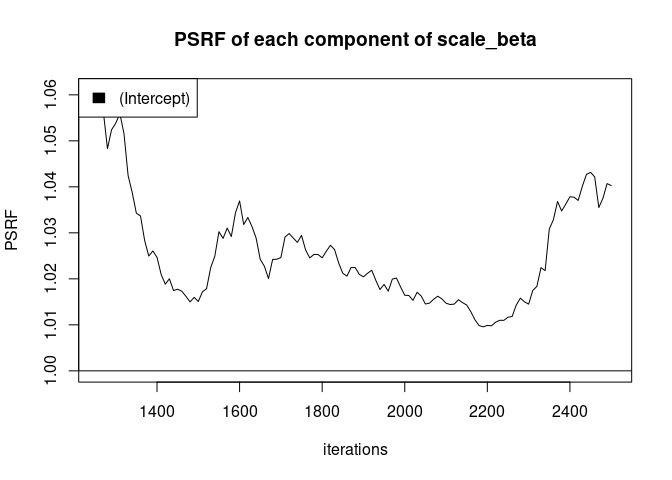 PSRF of each component of scale_beta
(Intercept)
PSRF
1.06
1.05
1.04
1.03
1.02
1.01
1.00
1400 1600 1800 2000 2200 2400
iterations